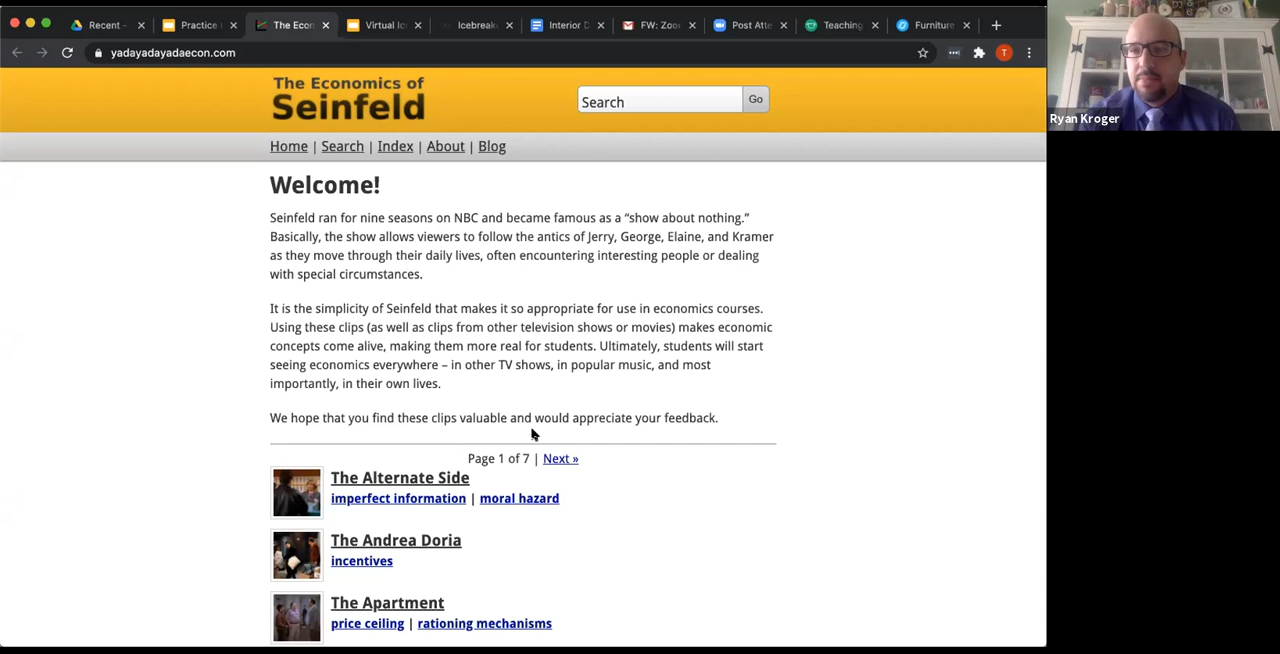 Recent -
Practice
The Econ
Virtual Ic
Icebreake
Interior D
FW: Zoo
Post Atte
Teaching
Furniture
yadayadayadaecon.com
T
The Economics of
Seinfeld
Search
Go
Home | Search | Index | About | Blog
Welcome!
Seinfeld ran for nine seasons on NBC and became famous as a “show about nothing.”
Basically, the show allows viewers to follow the antics of Jerry, George, Elaine, and Kramer
as they move through their daily lives, often encountering interesting people or dealing
with special circumstances.
It is the simplicity of Seinfeld that makes it so appropriate for use in economics courses.
Using these clips (as well as clips from other television shows or movies) makes economic
concepts come alive, making them more real for students. Ultimately, students will start
seeing economics everywhere – in other TV shows, in popular music, and most
importantly, in their own lives.
We hope that you find these clips valuable and would appreciate your feedback.
Page 1 of 7 | Next »
The Alternate Side
imperfect information | moral hazard
The Andrea Doria
incentives
The Apartment
price ceiling | rationing mechanisms
Ryan Kroger